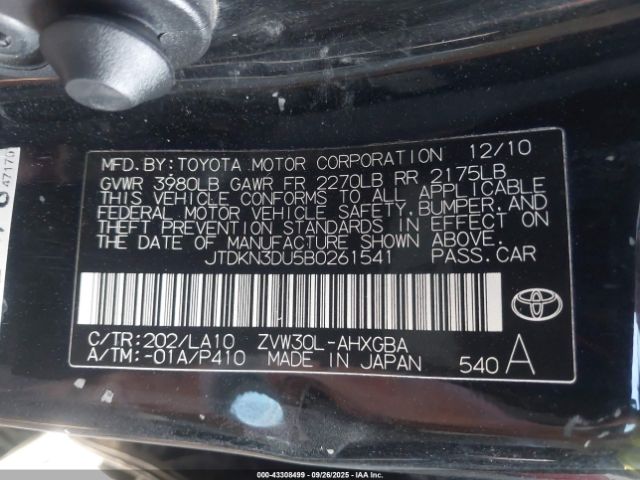 47170
MFD. BY: TOYOTA MOTOR CORPORATION 12/10
GVWR 3980LB GAWR FR 2270LB RR 2175LB
THIS VEHICLE CONFORMS TO ALL APPLICABLE
FEDERAL MOTOR VEHICLE SAFETY, BUMPER, AND
THEFT PREVENTION STANDARDS IN EFFECT ON
THE DATE OF MANUFACTURE SHOWN ABOVE.
JTDKN3DU5B0261541 PASS. CAR
C/TR: 202/LA10 ZVW30L-AHXGBA
A/TM: -01A/P410 MADE IN JAPAN 540 A
000-43308499 - 09/26/2025 - IAAI.COM